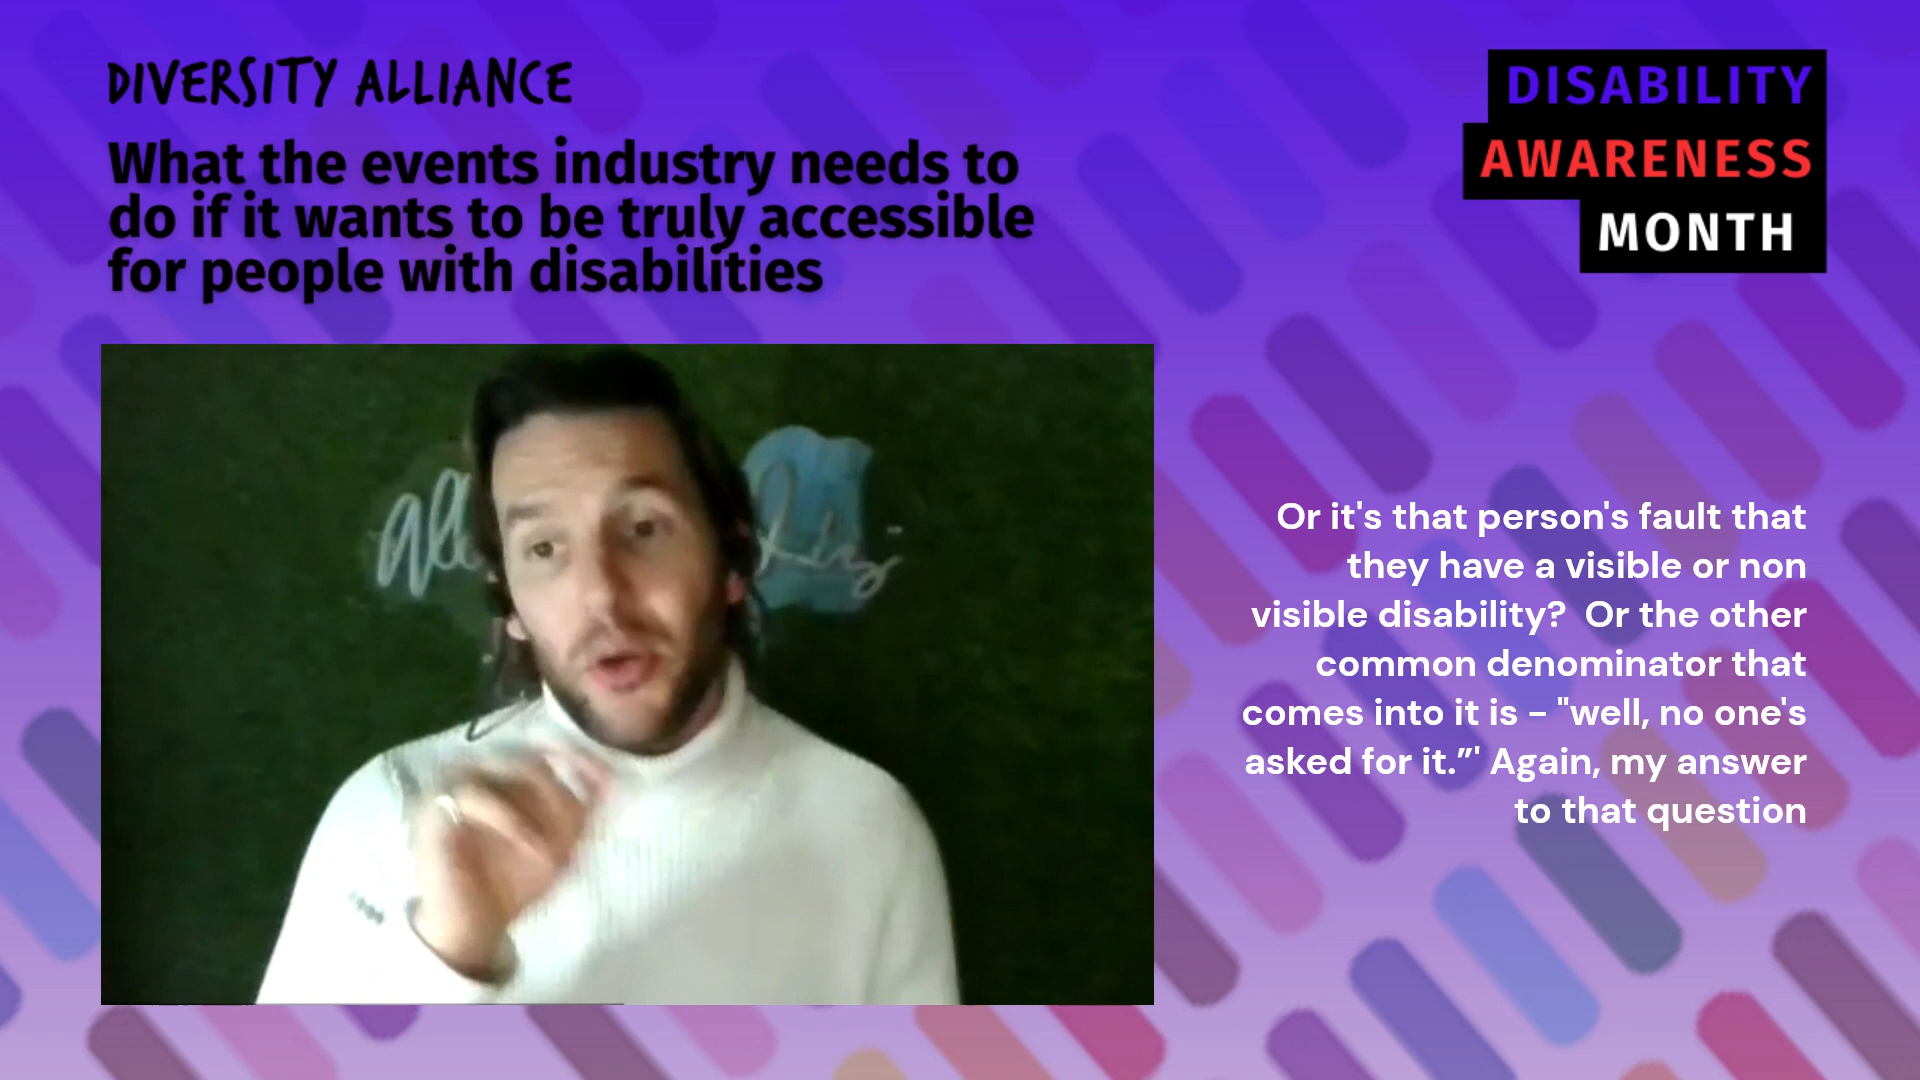 DIVERSITY ALLIANCE
What the events industry needs to
do if it wants to be truly accessible
for people with disabilities
DISABILITY
AWARENESS
MONTH
Or it's that person's fault that
they have a visible or non
visible disability?  Or the other
common denominator that
comes into it is – "well, no one's
asked for it.”' Again, my answer
to that question